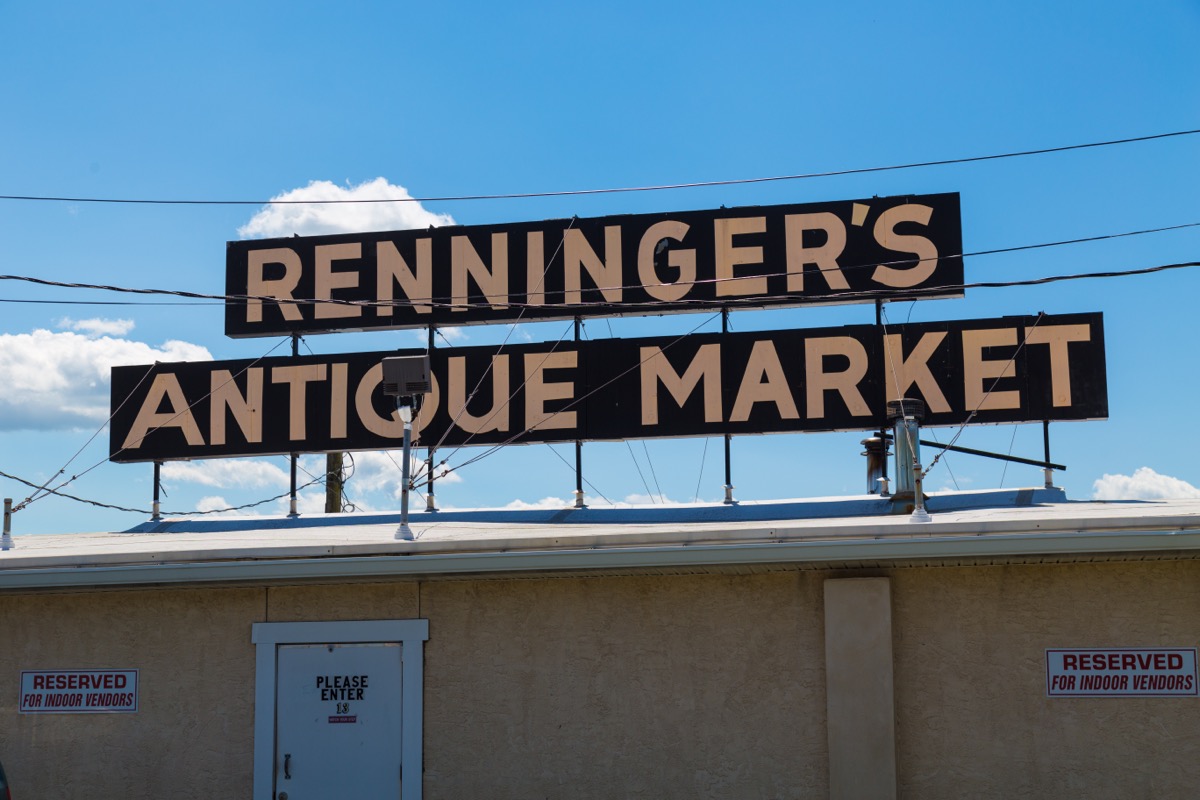 RENNINGER'S
ANTIQUE MARKET
RESERVED
FOR INDOOR VENDORS
PLEASE
ENTER
13
RESERVED
FOR INDOOR VENDORS